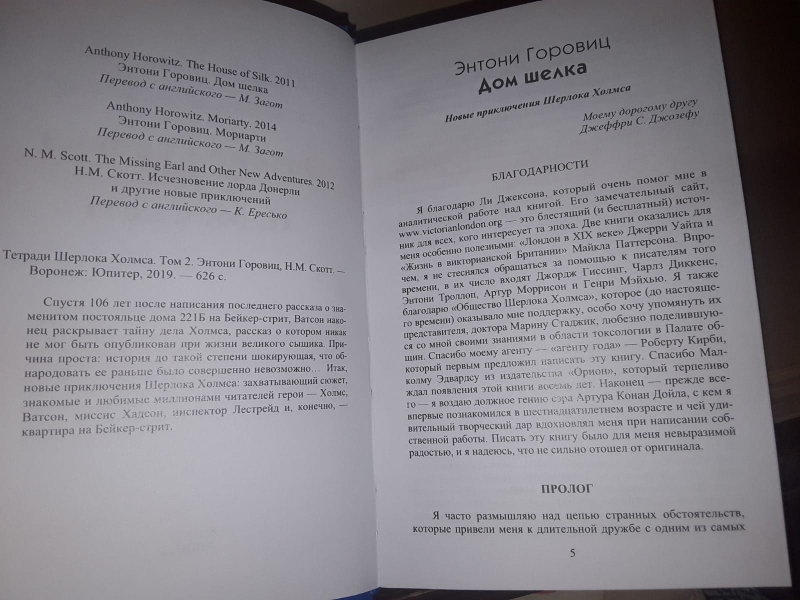 Anthony Horowitz. The House of Silk. 2011
Энтони Горовиц. Дом шелка
Перевод с английского — М. Загот
Anthony Horowitz. Moriarty. 2014
Энтони Горовиц. Мориарти
Перевод с английского — М. Загот
N. M. Scott. The Missing Earl and Other New Adventures. 2012
Н.М. Скотт. Исчезновение лорда Донерли
и другие новые приключения
Перевод с английского — К. Ересько
Тетради Шерлока Холмса. Том 2. Энтони Горовиц, Н.М. Скотт. —
Воронеж: Юпитер, 2019. — 626 с.
Спустя 106 лет после написания последнего рассказа о зна-
менитом постояльце дома 221Б на Бейкер-стрит, Ватсон нако-
нец раскрывает тайну дела Холмса, рассказ о котором никак
не мог быть опубликован при жизни великого сыщика. При-
чина проста: история до такой степени шокирующая, что об-
народовать ее раньше было совершенно невозможно... Итак,
новые приключения Шерлока Холмса: захватывающий сюжет,
знакомые и любимые миллионами читателей герои — Холмс,
Ватсон, миссис Хадсон, инспектор Лестрейд и, конечно, —
квартира на Бейкер-стрит.
Энтони Горовиц
Дом шелка
Новые приключения Шерлока Холмса
Моему дорогому другу
Джеффри С. Джозефу
БЛАГОДАРНОСТИ
Я благодарю Ли Джексона, который очень помог мне в
аналитической работе над книгой. Его замечательный сайт,
www.victorianlondon.org — это блестящий (и бесплатный) источ-
ник для всех, кого интересует та эпоха. Две книги оказались для
меня особенно полезными: «Лондон в XIX веке» Джерри Уайта и
«Жизнь в викторианской Британии» Майкла Паттерсона. Впро-
чем, я не стеснялся обращаться за помощью к писателям того
времени, в их число входят Джордж Гиссинг, Чарлз Диккенс,
Энтони Троллоп, Артур Моррисон и Генри Мэйхью. Я также
благодарю «Общество Шерлока Холмса», которое (до настояще-
го времени) оказывало мне поддержку, особо хочу упомянуть их
представителя, доктора Марину Стаджик, любезно поделившую-
ся со мной своими знаниями в области токсологии в Палате об-
щин. Спасибо моему агенту — «агенту года» — Роберту Кирби,
который первым предложил написать эту книгу. Спасибо Мал-
колму Эдвардсу из издательства «Орион», который терпеливо
ждал появления этой книги восемь лет. Наконец — прежде все-
го — я воздаю должное гению сэра Артура Конан Дойла, с кем я
впервые познакомился в шестнадцатилетнем возрасте и чей уди-
вительный творческий дар вдохновлял меня при написании соб-
ственной работы. Писать эту книгу было для меня невыразимой
радостью, и я надеюсь, что не сильно отошел от оригинала.
ПРОЛОГ
Я часто размышляю над цепью странных обстоятельств,
которые привели меня к длительной дружбе с одним из самых
5